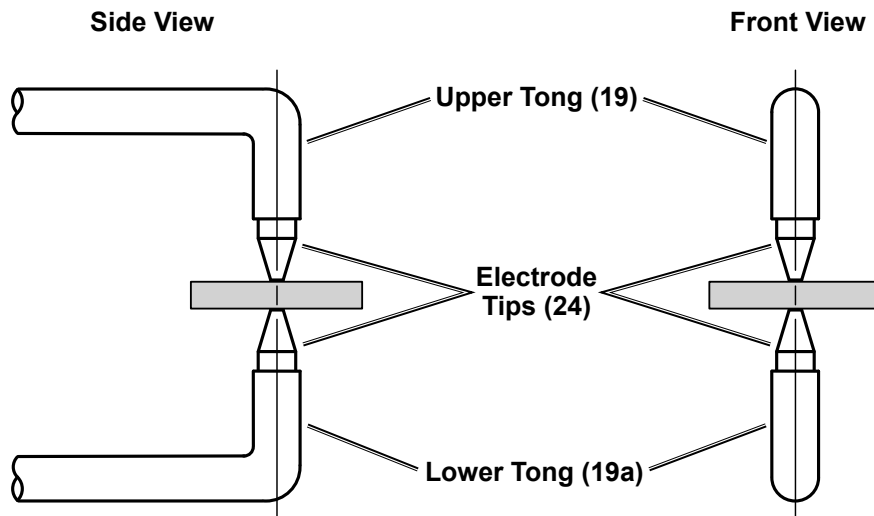 Side View
Front View
Upper Tong (19)
Electrode
Tips (24)
Lower Tong (19a)